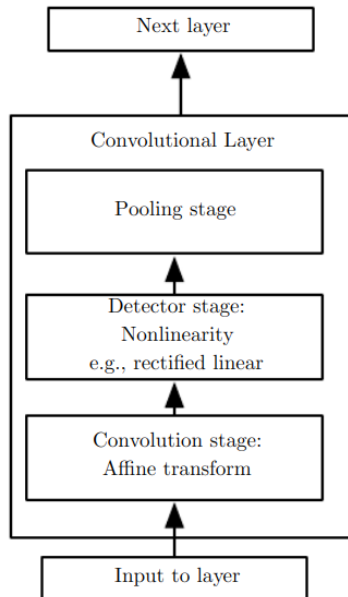 Next layer
Convolutional Layer
Pooling stage
Detector stage:
Nonlinearity
e.g., rectified linear
Convolution stage:
Affine transform
Input to layer